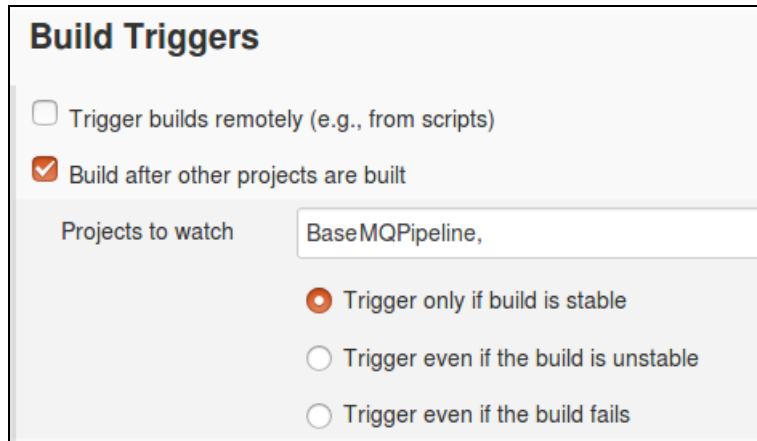 Build Triggers
Trigger builds remotely (e.g., from scripts)
Build after other projects are built
Projects to watch BaseMQPipeline,
Trigger only if build is stable
Trigger even if the build is unstable
Trigger even if the build fails